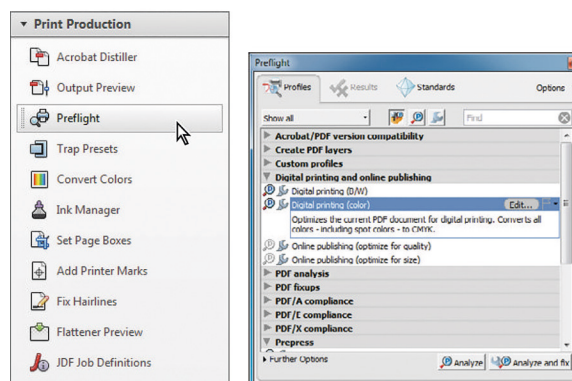 Print Production
Acrobat Distiller
Output Preview
Preflight
Trap Presets
Convert Colors
Ink Manager
Set Page Boxes
Add Printer Marks
Fix Hairlines
Flattener Preview
JDF Job Definitions
Preflight
Profiles Results Standards Options
Show all Find
Acrobat/PDF version compatibility
Create PDF layers
Custom profiles
Digital printing and online publishing
Digital printing (B/W)
Digital printing (color) Edit...
Optimizes the current PDF document for digital printing. Converts all
colors - including spot colors - to CMYK.
Online publishing (optimize for quality)
Online publishing (optimize for size)
PDF analysis
PDF fixups
PDF/A compliance
PDF/E compliance
PDF/X compliance
Prepress
Further Options Analyze Analyze and fix